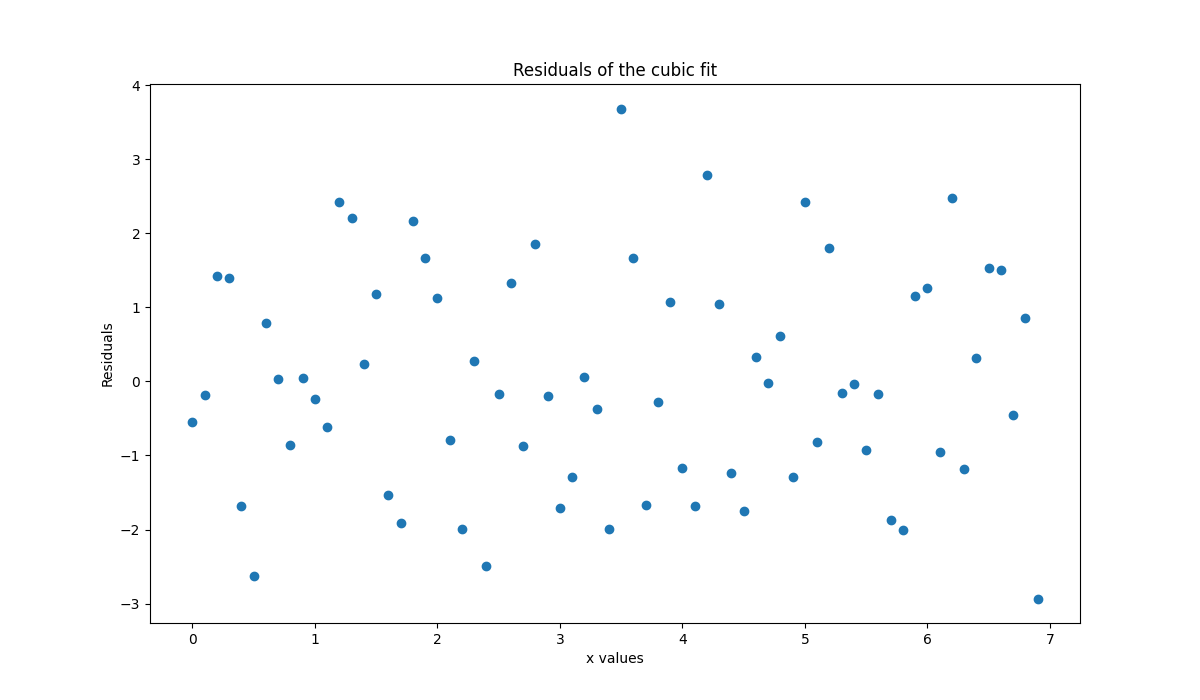 Residuals of the cubic fit
4
3
2
1
0
−1
−2
−3
Residuals
0 1 2 3 4 5 6 7
x values